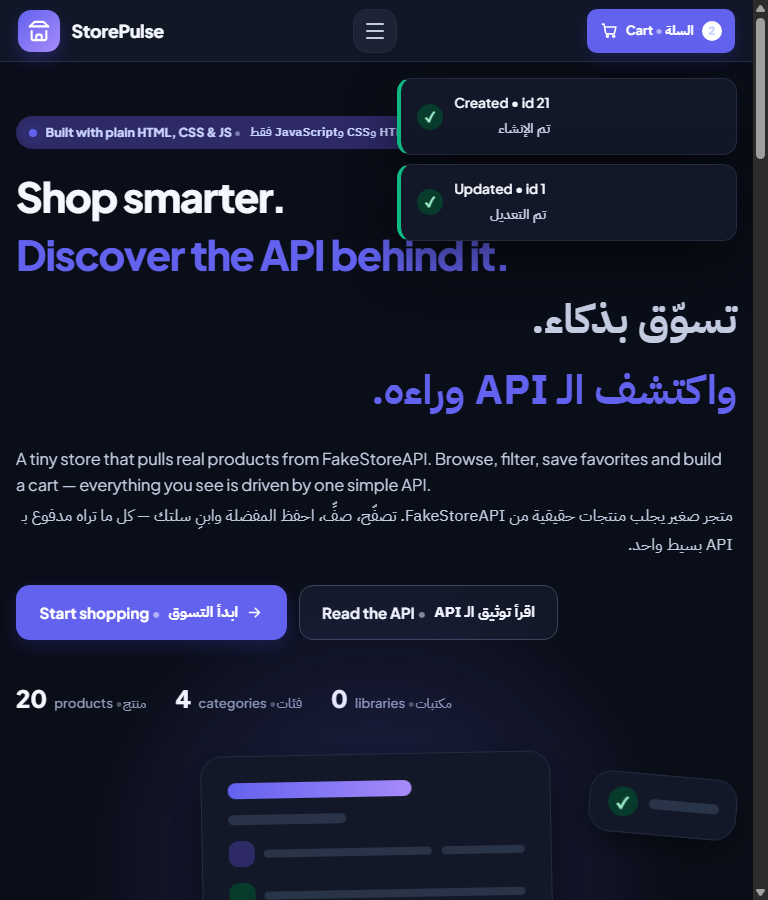 StorePulse
Cart • السلة 2
Created • id 21
تم الإنشاء
Updated • id 1
تم التعديل
Built with plain HTML, CSS & JS • فقط JavaScript وCSS و
Shop smarter.
Discover the API behind it.
تسوّق بذكاء.
واكتشف الـ API وراءه.
A tiny store that pulls real products from FakeStoreAPI. Browse, filter, save favorites and build
a cart — everything you see is driven by one simple API.
متجر صغير يجلب منتجات حقيقية من FakeStoreAPI. تصفّح، صفِّ، احفظ المفضلة وابنِ سلتك — كل ما تراه مدفوع بـ
API بسيط واحد.
Start shopping • ابدأ التسوق →
Read the API • اقرأ توثيق الـ API
20 products • منتج 4 categories • فئات 0 libraries • مكتبات